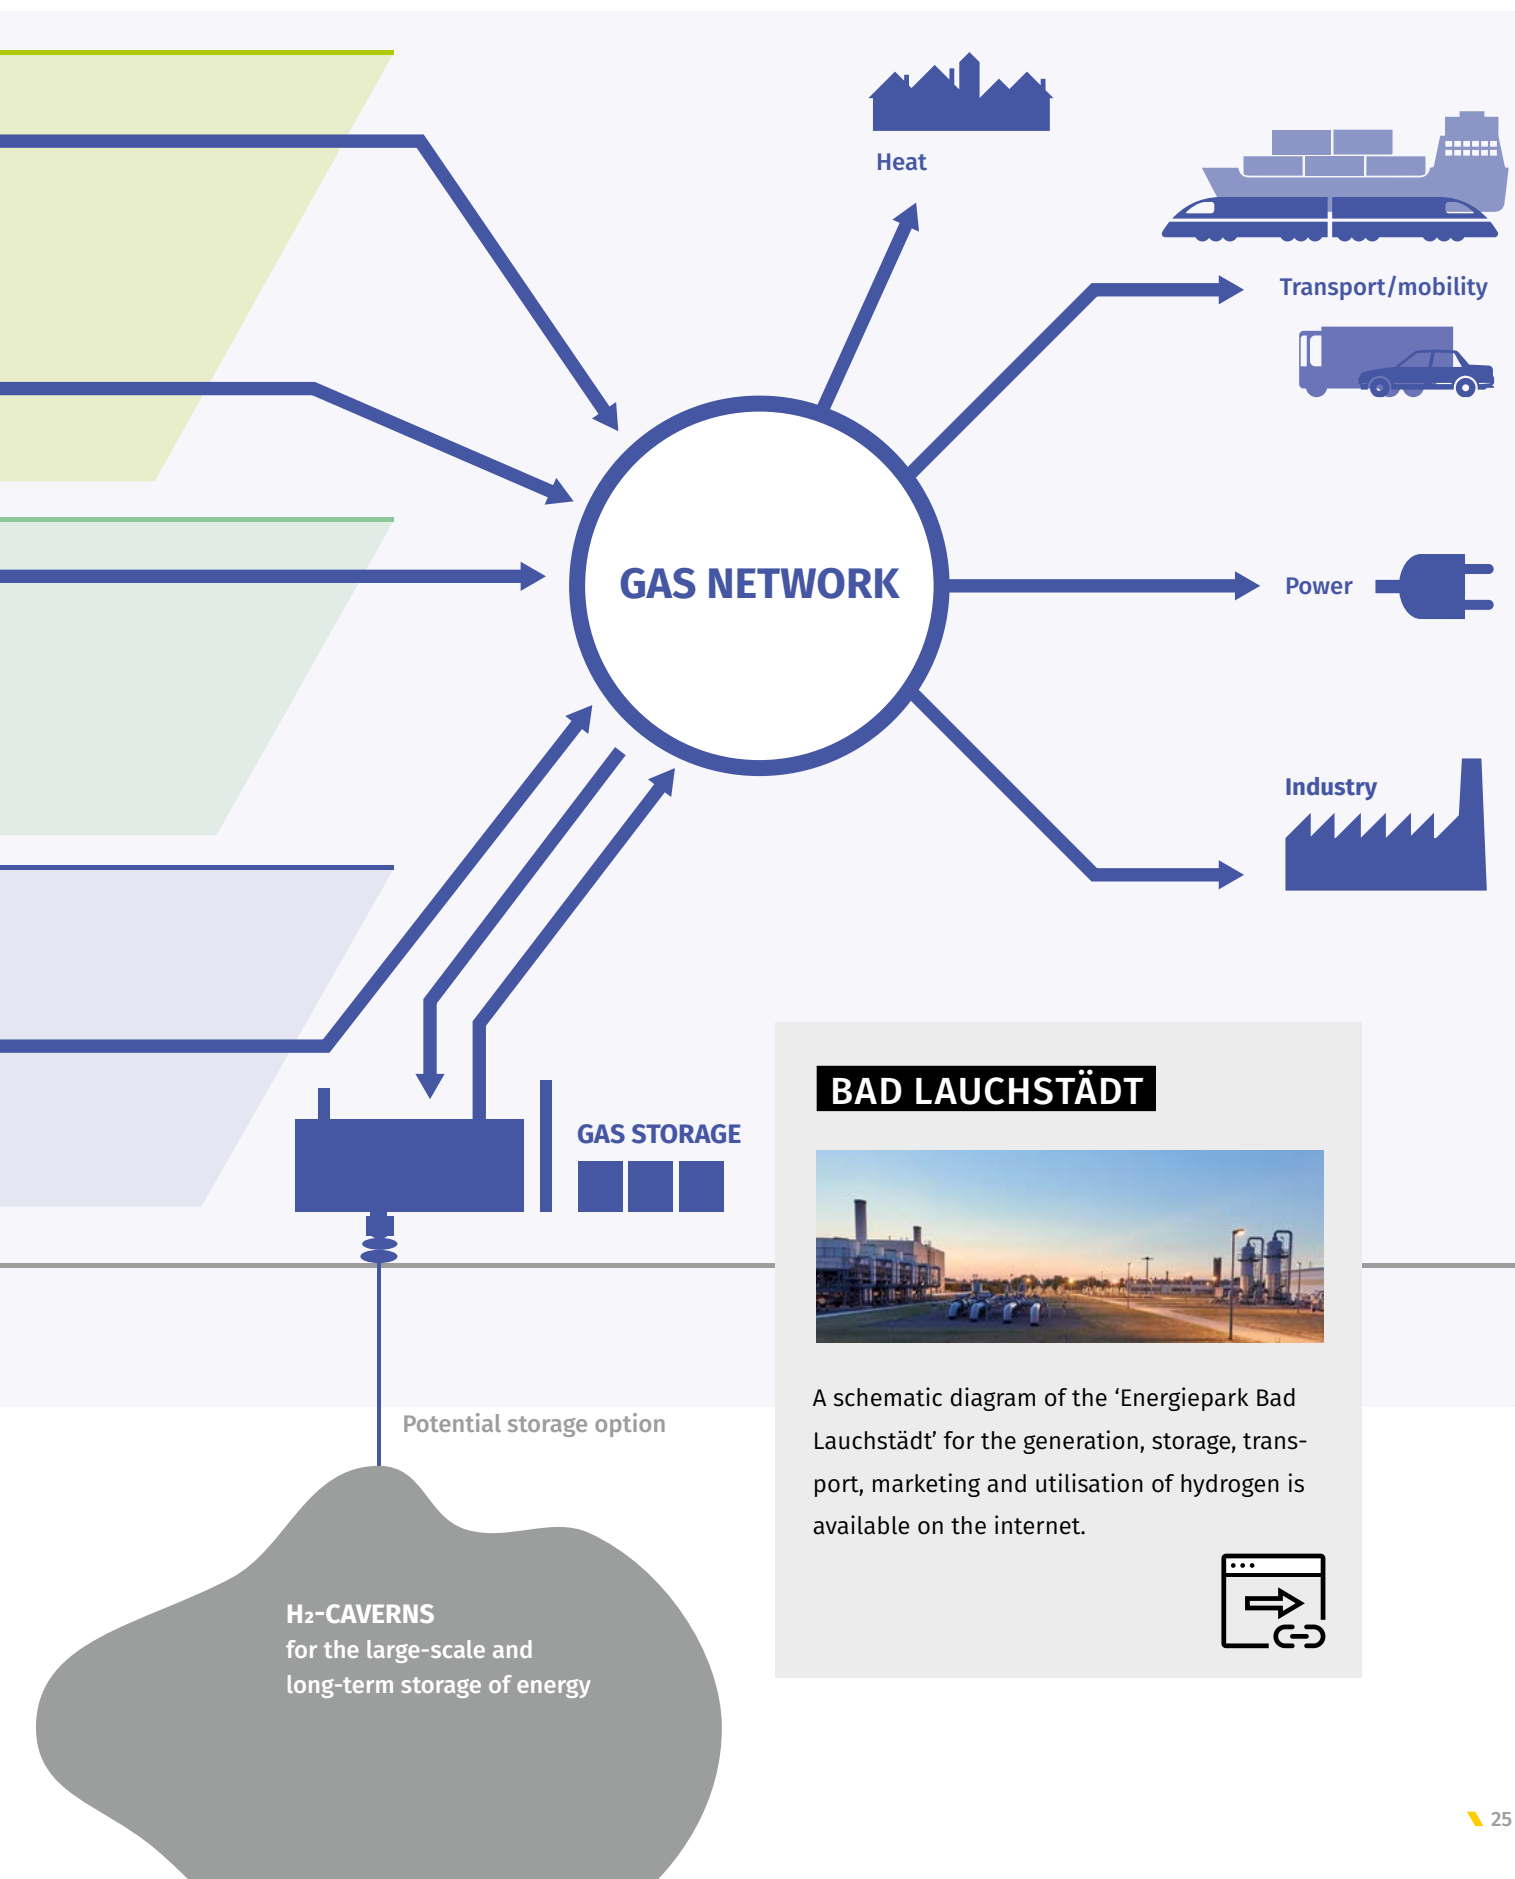 Heat
Transport/mobility
GAS NETWORK
Power
Industry
GAS STORAGE
BAD LAUCHSTÄDT
A schematic diagram of the ‘Energiepark Bad
Lauchstädt’ for the generation, storage, trans-
port, marketing and utilisation of hydrogen is
available on the internet.
Potential storage option
H₂-CAVERNS
for the large-scale and
long-term storage of energy
25